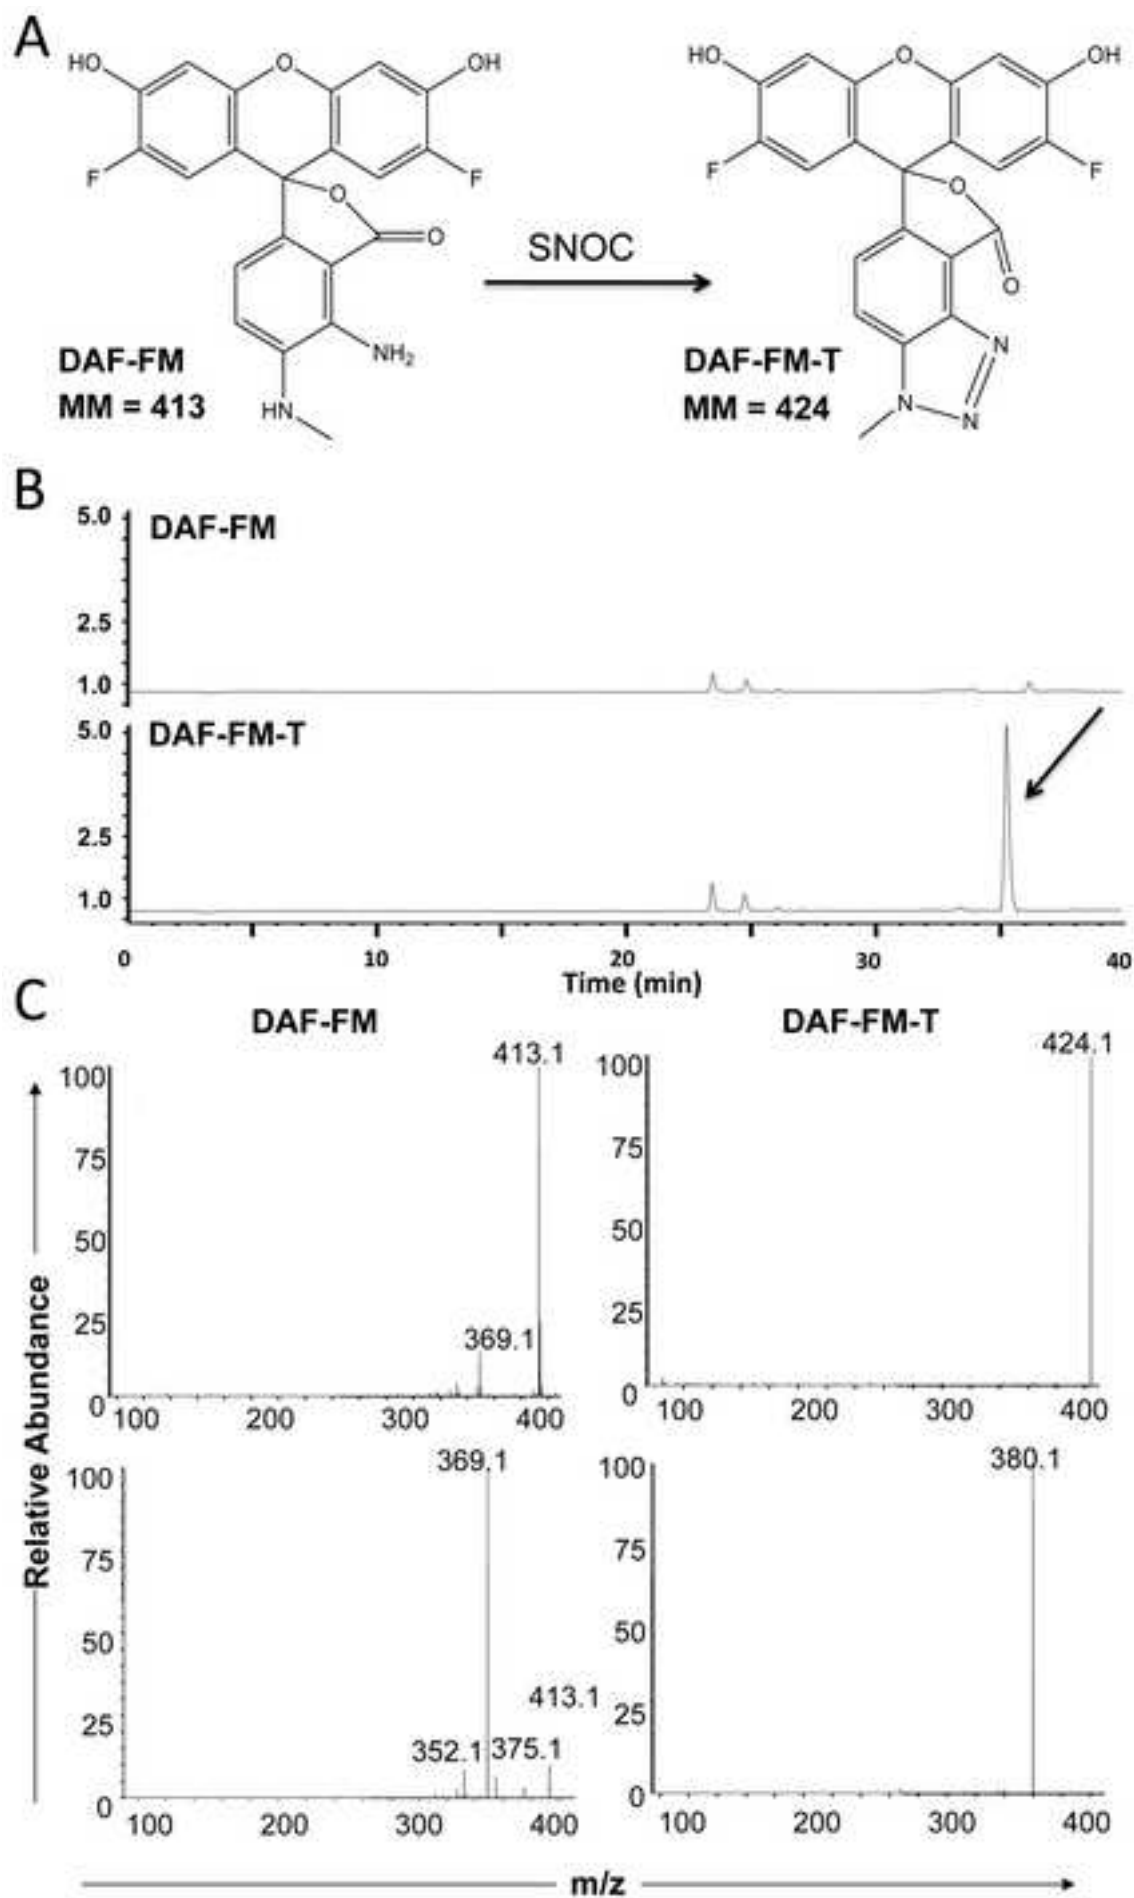 A
HO O OH
F F
O
O
NH₂
HN
DAF-FM
MM = 413
SNOC
HO O OH
F F
O
O
N
N
N
DAF-FM-T
MM = 424
B
DAF-FM
5.0
2.5
1.0
DAF-FM-T
5.0
2.5
1.0
0 10 20 30 40
Time (min)
C
DAF-FM
413.1
100
75
50
25
0
369.1
100 200 300 400
DAF-FM-T
424.1
100
75
50
25
0
100 200 300 400
369.1
100
75
50
25
0
413.1
352.1 375.1
100 200 300 400
380.1
100
75
50
25
0
100 200 300 400
Relative Abundance
m/z